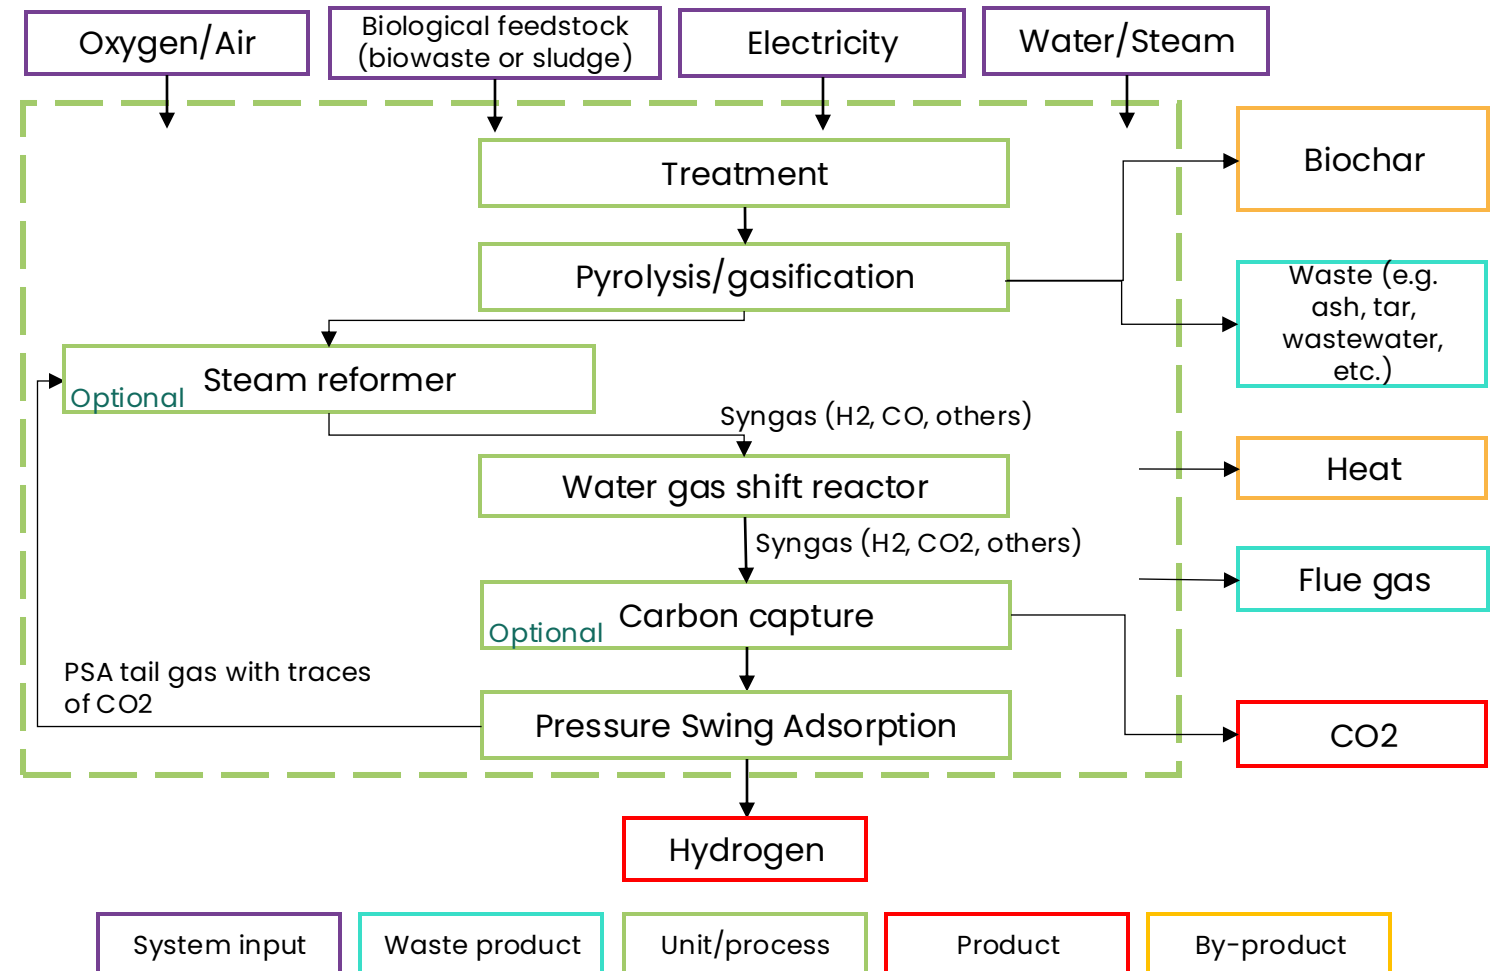 Oxygen/Air
Biological feedstock
(biowaste or sludge)
Electricity
Water/Steam
Treatment
Biochar
Pyrolysis/gasification
Waste (e.g.
ash, tar,
wastewater,
etc.)
Steam reformer
Optional
Syngas (H2, CO, others)
Heat
Water gas shift reactor
Syngas (H2, CO2, others)
Flue gas
Carbon capture
Optional
PSA tail gas with traces
of CO2
Pressure Swing Adsorption
CO2
Hydrogen
System input
Waste product
Unit/process
Product
By-product